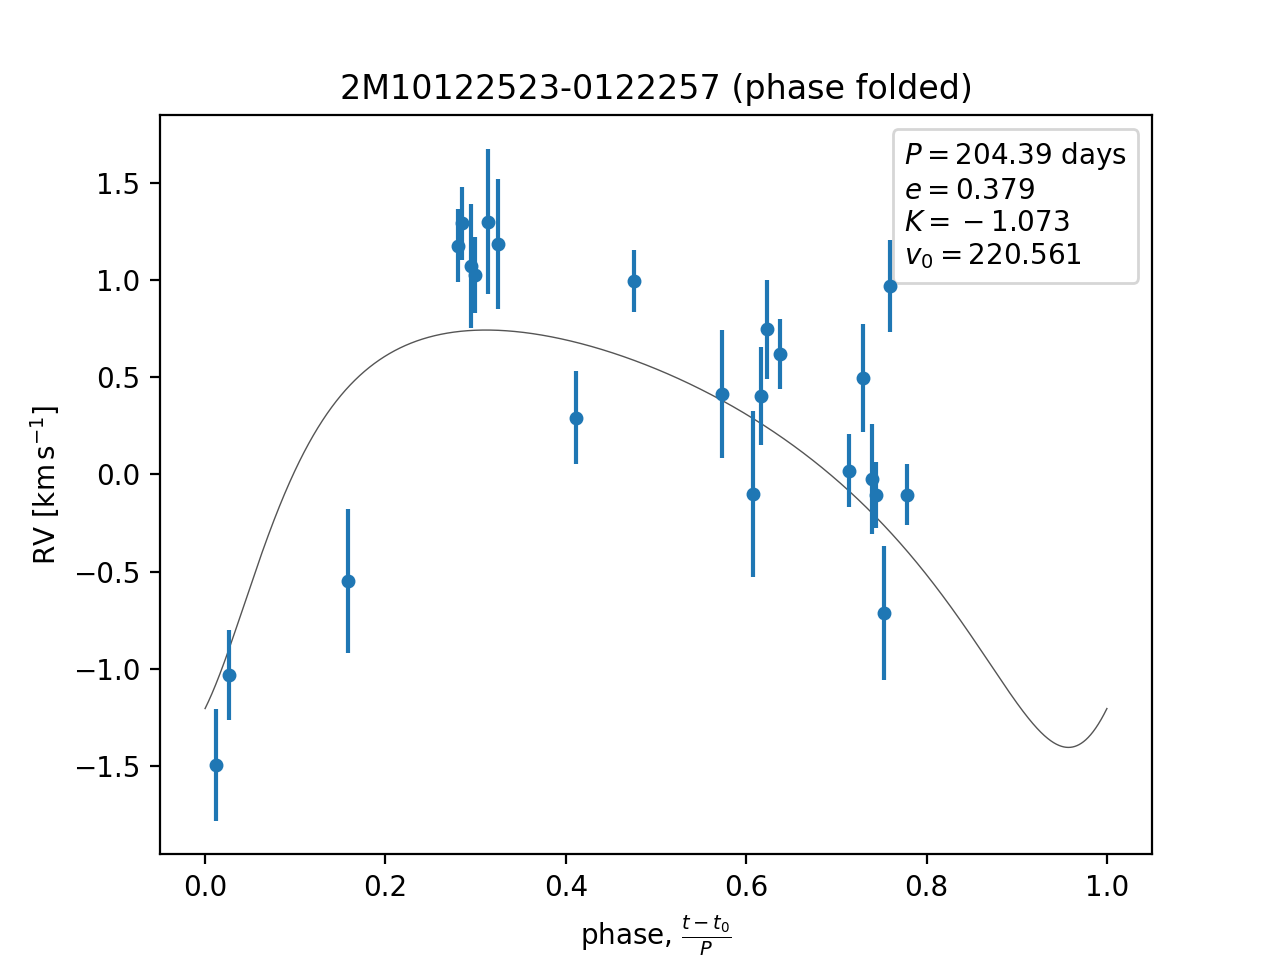 2M10122523-0122257 (phase folded)
P = 204.39 days
e = 0.379
K = −1.073
v₀ = 220.561
1.5
1.0
0.5
0.0
−0.5
−1.0
−1.5
RV [km s⁻¹]
0.0 0.2 0.4 0.6 0.8 1.0
phase, (t − t₀)/P